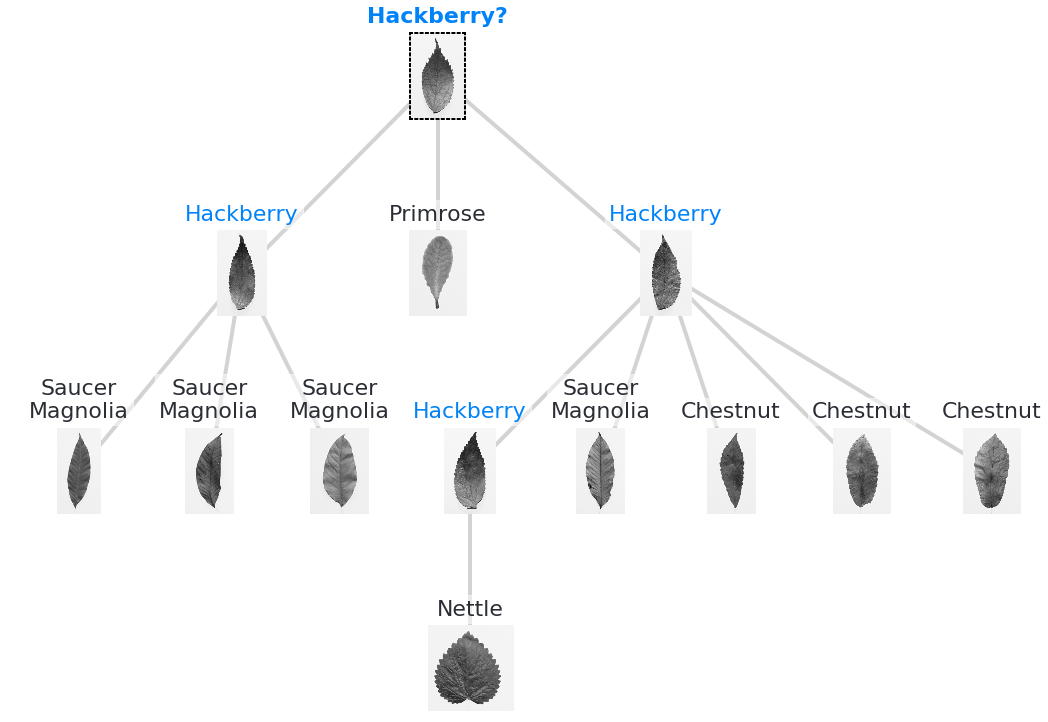 Hackberry?
Hackberry
Primrose
Hackberry
Saucer
Magnolia
Saucer
Magnolia
Saucer
Magnolia
Hackberry
Saucer
Magnolia
Chestnut
Chestnut
Chestnut
Nettle